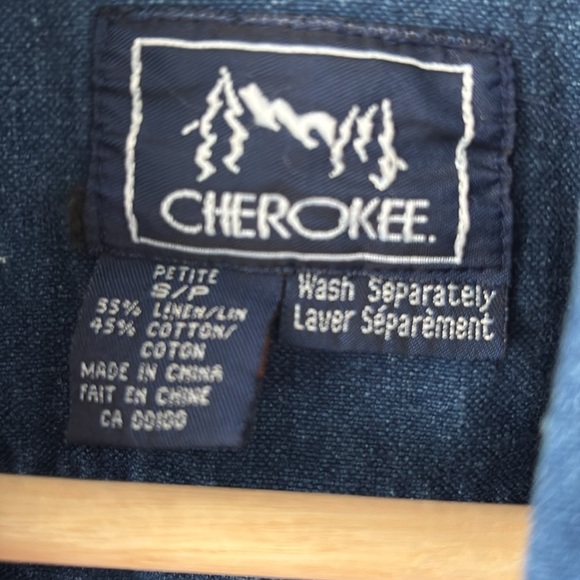 CHEROKEE.
PETITE
S/P
55% LINEN/LIN
45% COTTON/
COTON
MADE IN CHINA
FAIT EN CHINE
CA 00100
Wash Separately
Laver Séparèment